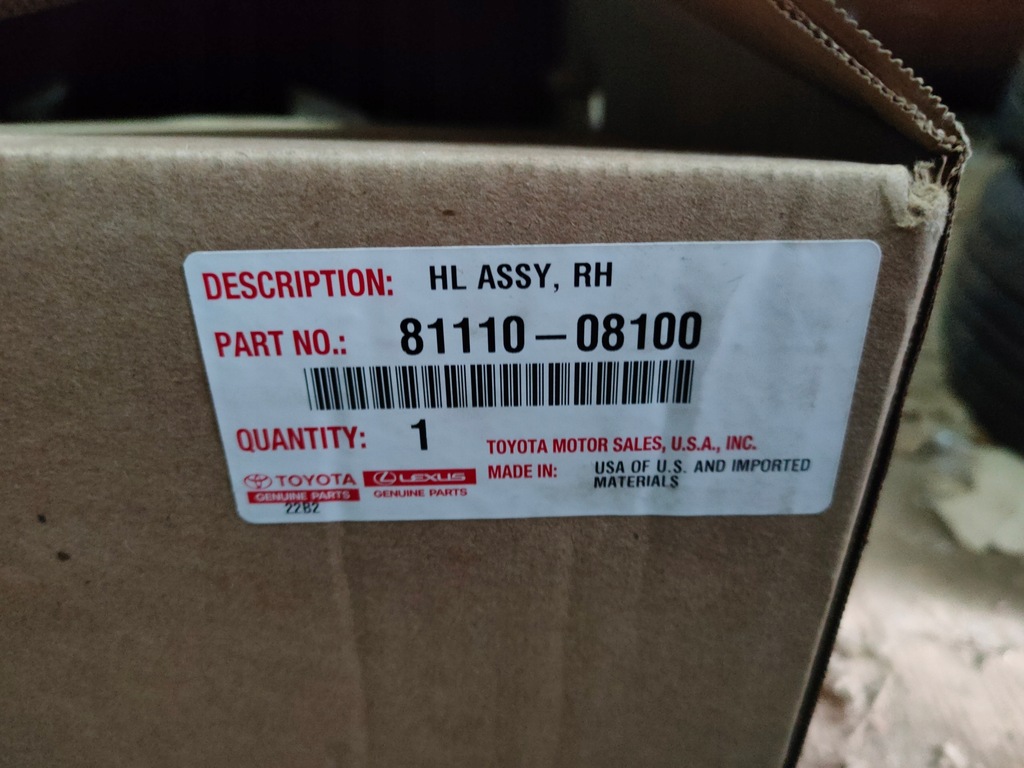 DESCRIPTION: HL ASSY, RH
PART NO.: 81110-08100
QUANTITY: 1
TOYOTA MOTOR SALES, U.S.A., INC.
MADE IN: USA OF U.S. AND IMPORTED
MATERIALS
TOYOTA
GENUINE PARTS
LEXUS
GENUINE PARTS
22B2